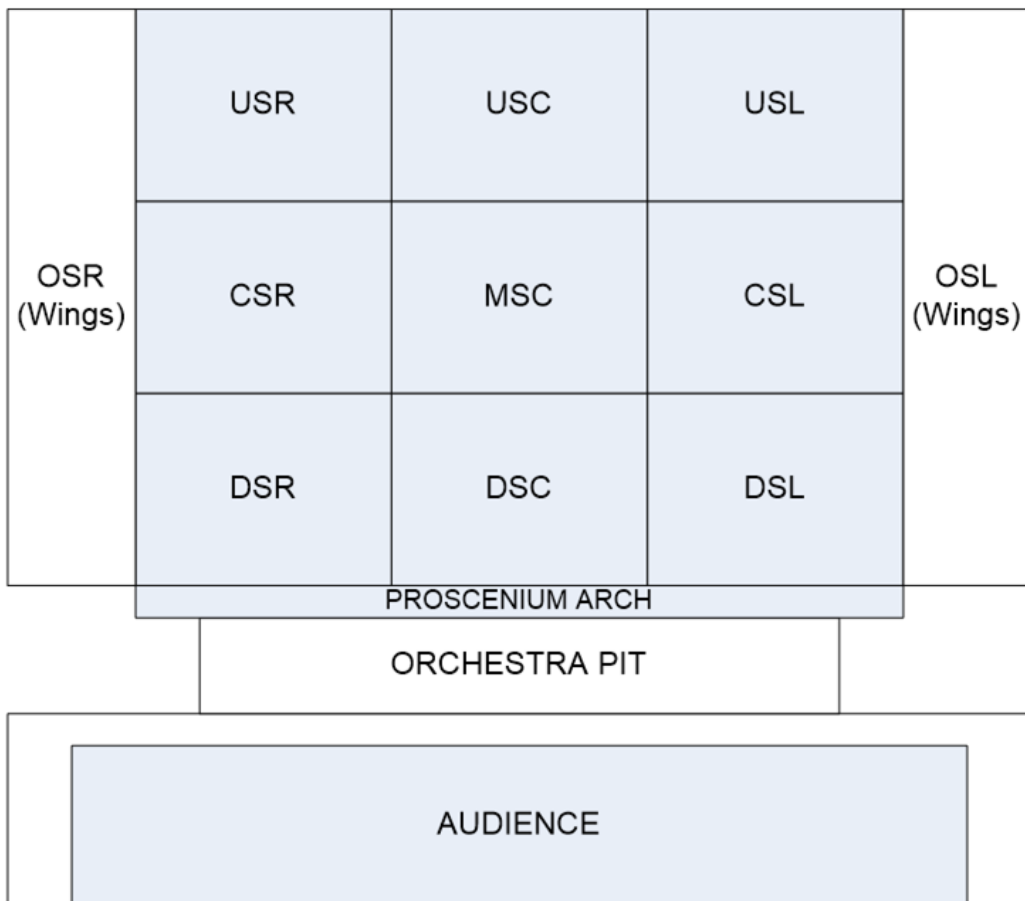 USR USC USL
OSR
(Wings)
CSR MSC CSL
OSL
(Wings)
DSR DSC DSL
PROSCENIUM ARCH
ORCHESTRA PIT
AUDIENCE